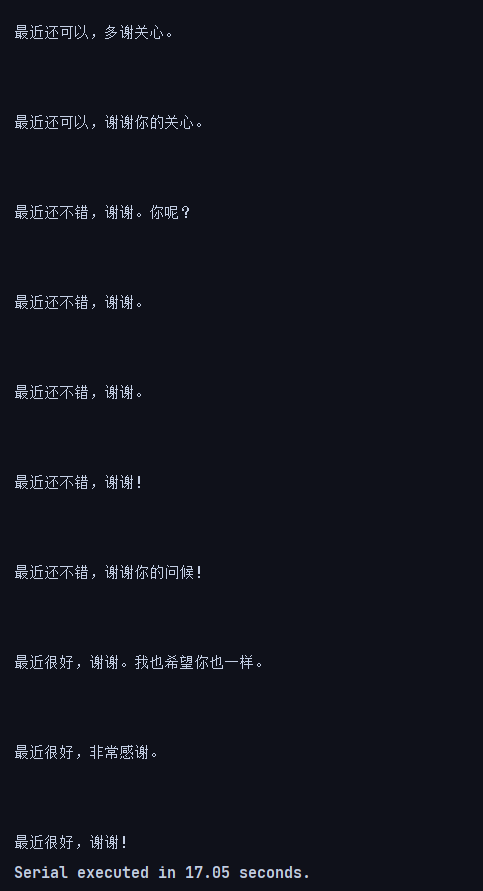 最近还可以，多谢关心。
最近还可以，谢谢你的关心。
最近还不错，谢谢。你呢？
最近还不错，谢谢。
最近还不错，谢谢。
最近还不错，谢谢!
最近还不错，谢谢你的问候!
最近很好，谢谢。我也希望你也一样。
最近很好，非常感谢。
最近很好，谢谢!
Serial executed in 17.05 seconds.